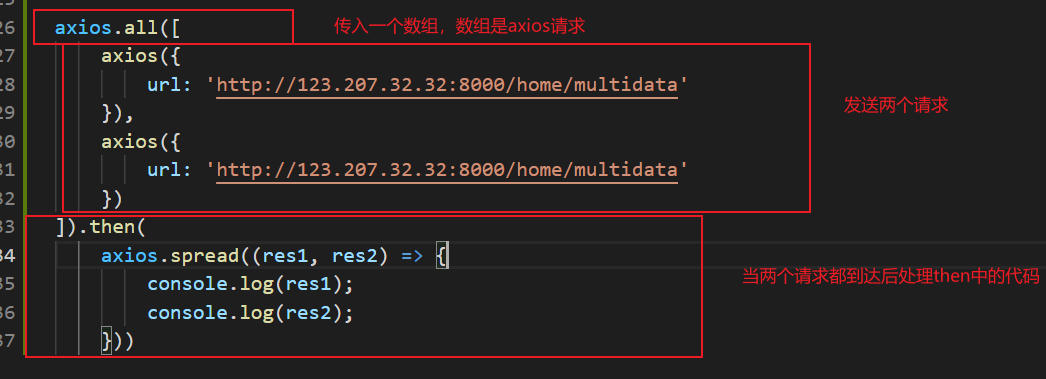 26 axios.all([ 传入一个数组，数组是axios请求
27 axios({
28 url: 'http://123.207.32.32:8000/home/multidata'
29 }), 发送两个请求
30 axios({
31 url: 'http://123.207.32.32:8000/home/multidata'
32 })
33 ]).then(
34 axios.spread((res1, res2) => {
35 console.log(res1); 当两个请求都到达后处理then中的代码
36 console.log(res2);
37 }))